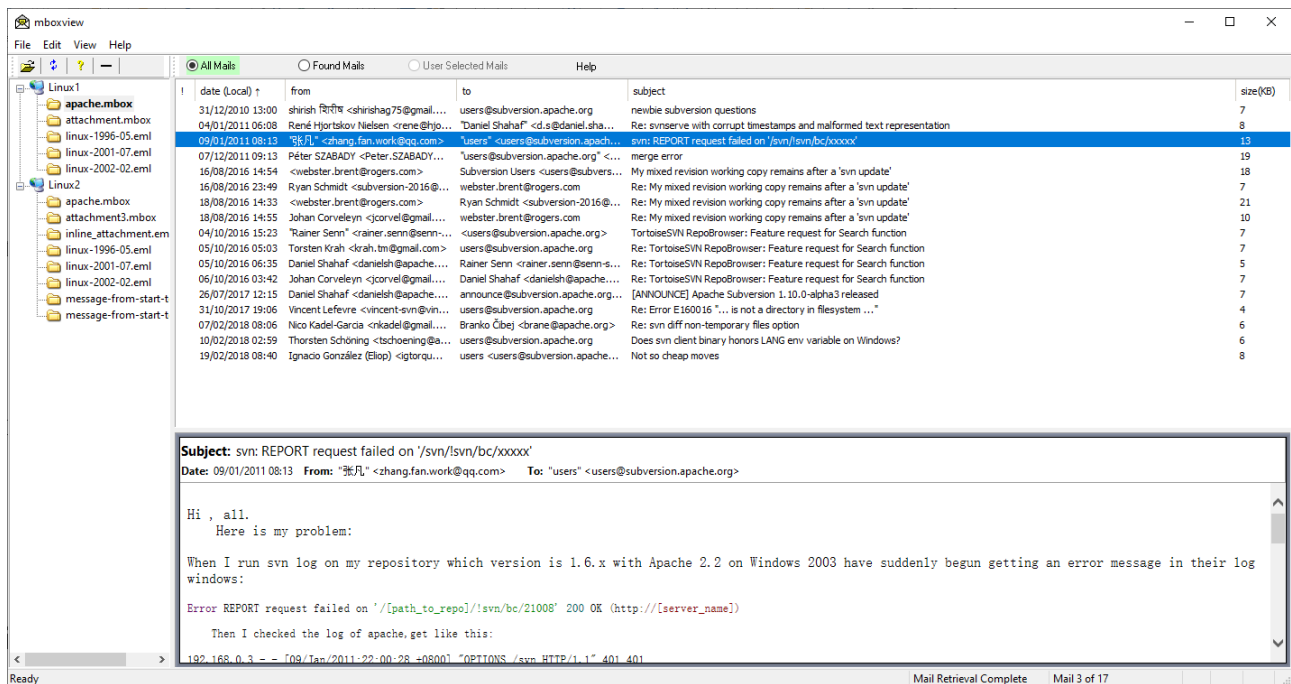 mboxview
File Edit View Help
All Mails Found Mails User Selected Mails Help
Linux1
apache.mbox
attachment.mbox
linux-1996-05.eml
linux-2001-07.eml
linux-2002-02.eml
Linux2
apache.mbox
attachment3.mbox
inline_attachment.em
linux-1996-05.eml
linux-2001-07.eml
linux-2002-02.eml
message-from-start-t
message-from-start-t
! date (Local) ↑ from to subject size(KB)
31/12/2010 13:00 shirish शिरीष <shirishag75@gmail.... users@subversion.apache.org newbie subversion questions 7
04/01/2011 06:08 René Hjortskov Nielsen <rene@hjo... "Daniel Shahaf" <d.s@daniel.sha... Re: svnserve with corrupt timestamps and malformed text representation 8
09/01/2011 08:13 "张凡" <zhang.fan.work@qq.com> "users" <users@subversion.apach... svn: REPORT request failed on '/svn/!svn/bc/xxxxx' 13
07/12/2011 09:13 Péter SZABADY <Peter.SZABADY... "users@subversion.apache.org" <... merge error 19
16/08/2016 14:54 <webster.brent@rogers.com> Subversion Users <users@subvers... My mixed revision working copy remains after a 'svn update' 18
16/08/2016 23:49 Ryan Schmidt <subversion-2016@... webster.brent@rogers.com Re: My mixed revision working copy remains after a 'svn update' 7
18/08/2016 14:33 <webster.brent@rogers.com> Ryan Schmidt <subversion-2016@... Re: My mixed revision working copy remains after a 'svn update' 21
18/08/2016 14:55 Johan Corveleyn <jcorvel@gmail.... webster.brent@rogers.com Re: My mixed revision working copy remains after a 'svn update' 10
04/10/2016 15:23 "Rainer Senn" <rainer.senn@senn-... <users@subversion.apache.org> TortoiseSVN RepoBrowser: Feature request for Search function 7
05/10/2016 05:03 Torsten Krah <krah.tm@gmail.com> users@subversion.apache.org Re: TortoiseSVN RepoBrowser: Feature request for Search function 7
05/10/2016 06:35 Daniel Shahaf <danielsh@apache.... Rainer Senn <rainer.senn@senn-s... Re: TortoiseSVN RepoBrowser: Feature request for Search function 5
06/10/2016 03:42 Johan Corveleyn <jcorvel@gmail.... Daniel Shahaf <danielsh@apache.... Re: TortoiseSVN RepoBrowser: Feature request for Search function 7
26/07/2017 12:15 Daniel Shahaf <danielsh@apache.... announce@subversion.apache.org... [ANNOUNCE] Apache Subversion 1.10.0-alpha3 released 7
31/10/2017 19:06 Vincent Lefevre <vincent-svn@vin... users@subversion.apache.org Re: Error E160016 "... is not a directory in filesystem ..." 4
07/02/2018 08:06 Nico Kadel-Garcia <nkadel@gmail.... Branko Čibej <brane@apache.org> Re: svn diff non-temporary files option 6
10/02/2018 02:59 Thorsten Schöning <tschoening@a... users@subversion.apache.org Does svn client binary honors LANG env variable on Windows? 6
19/02/2018 08:40 Ignacio González (Eliop) <igtorqu... users <users@subversion.apache... Not so cheap moves 8
Subject: svn: REPORT request failed on '/svn/!svn/bc/xxxxx'
Date: 09/01/2011 08:13 From: "张凡" <zhang.fan.work@qq.com> To: "users" <users@subversion.apache.org>
Hi , all.
Here is my problem:
When I run svn log on my repository which version is 1.6.x with Apache 2.2 on Windows 2003 have suddenly begun getting an error message in their log
windows:
Error REPORT request failed on '/[path_to_repo]/!svn/bc/21008' 200 OK (http://[server_name])
Then I checked the log of apache,get like this:
192.168.0.3 - - [09/Jan/2011:22:00:28 +0800] "OPTIONS /svn HTTP/1.1" 401 401
Ready Mail Retrieval Complete Mail 3 of 17